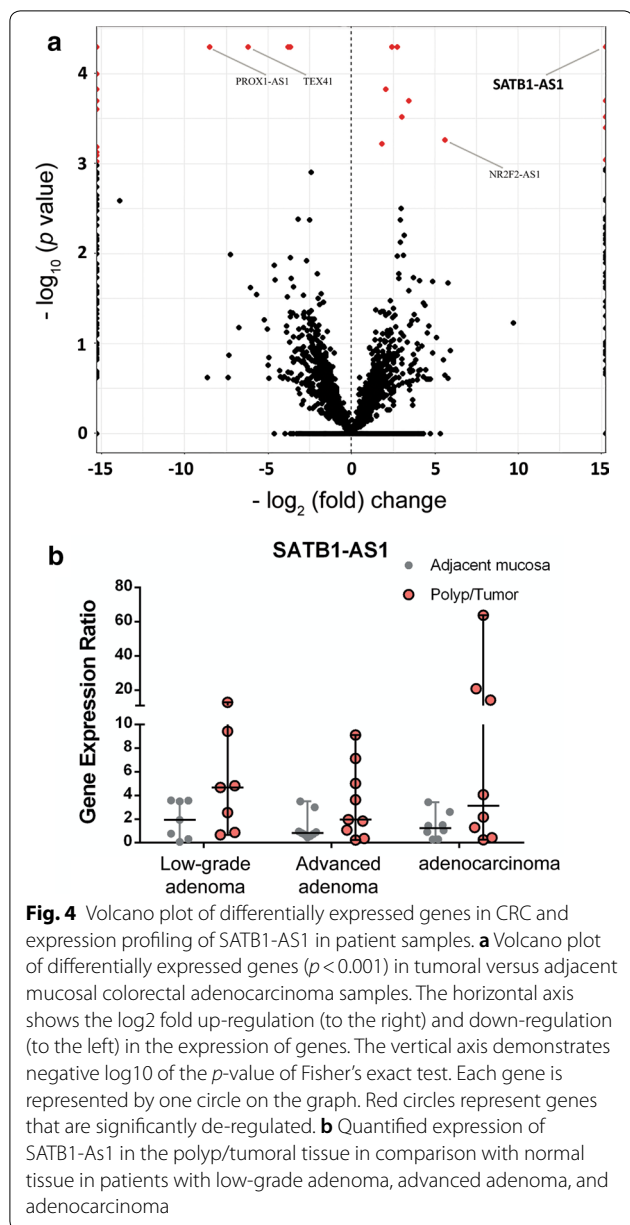 a
PROX1-AS1
TEX41
SATB1-AS1
NR2F2-AS1
4
3
2
1
0
- log10 (p value)
-15 -10 -5 0 5 10 15
- log2 (fold) change
b
SATB1-AS1
Adjacent mucosa
Polyp/Tumor
80
60
40
20
10
8
6
4
2
0
Gene Expression Ratio
Low-grade adenoma
Advanced adenoma
adenocarcinoma
Fig. 4 Volcano plot of differentially expressed genes in CRC and
expression profiling of SATB1-AS1 in patient samples. a Volcano plot
of differentially expressed genes (p < 0.001) in tumoral versus adjacent
mucosal colorectal adenocarcinoma samples. The horizontal axis
shows the log2 fold up-regulation (to the right) and down-regulation
(to the left) in the expression of genes. The vertical axis demonstrates
negative log10 of the p-value of Fisher's exact test. Each gene is
represented by one circle on the graph. Red circles represent genes
that are significantly de-regulated. b Quantified expression of
SATB1-As1 in the polyp/tumoral tissue in comparison with normal
tissue in patients with low-grade adenoma, advanced adenoma, and
adenocarcinoma